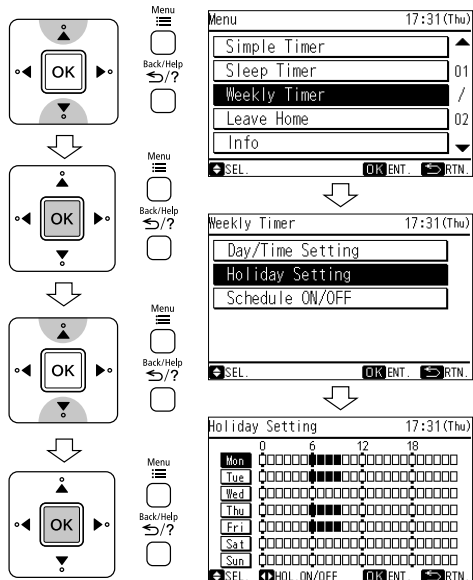 Menu
OK
Back/Help
/?
Menu
OK
Back/Help
/?
Menu
OK
Back/Help
/?
Menu
OK
Back/Help
/?
Menu 17:31(Thu)
Simple Timer
Sleep Timer 01
Weekly Timer /
Leave Home 02
Info
SEL. OK ENT. RTN.
Weekly Timer 17:31(Thu)
Day/Time Setting
Holiday Setting
Schedule ON/OFF
SEL. OK ENT. RTN.
Holiday Setting 17:31(Thu)
0 6 12 18
Mon
Tue
Wed
Thu
Fri
Sat
Sun
SEL. HOL.ON/OFF OK ENT. RTN.